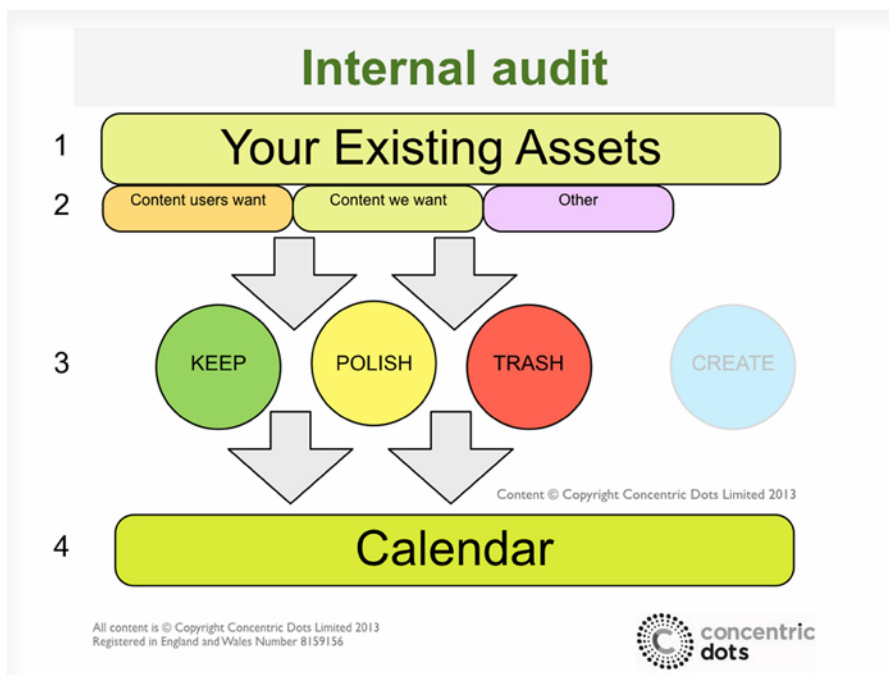 Internal audit
1
Your Existing Assets
2
Content users want
Content we want
Other
3
KEEP
POLISH
TRASH
CREATE
Content © Copyright Concentric Dots Limited 2013
4
Calendar
All content is © Copyright Concentric Dots Limited 2013
Registered in England and Wales Number 8159156
C
concentric
dots